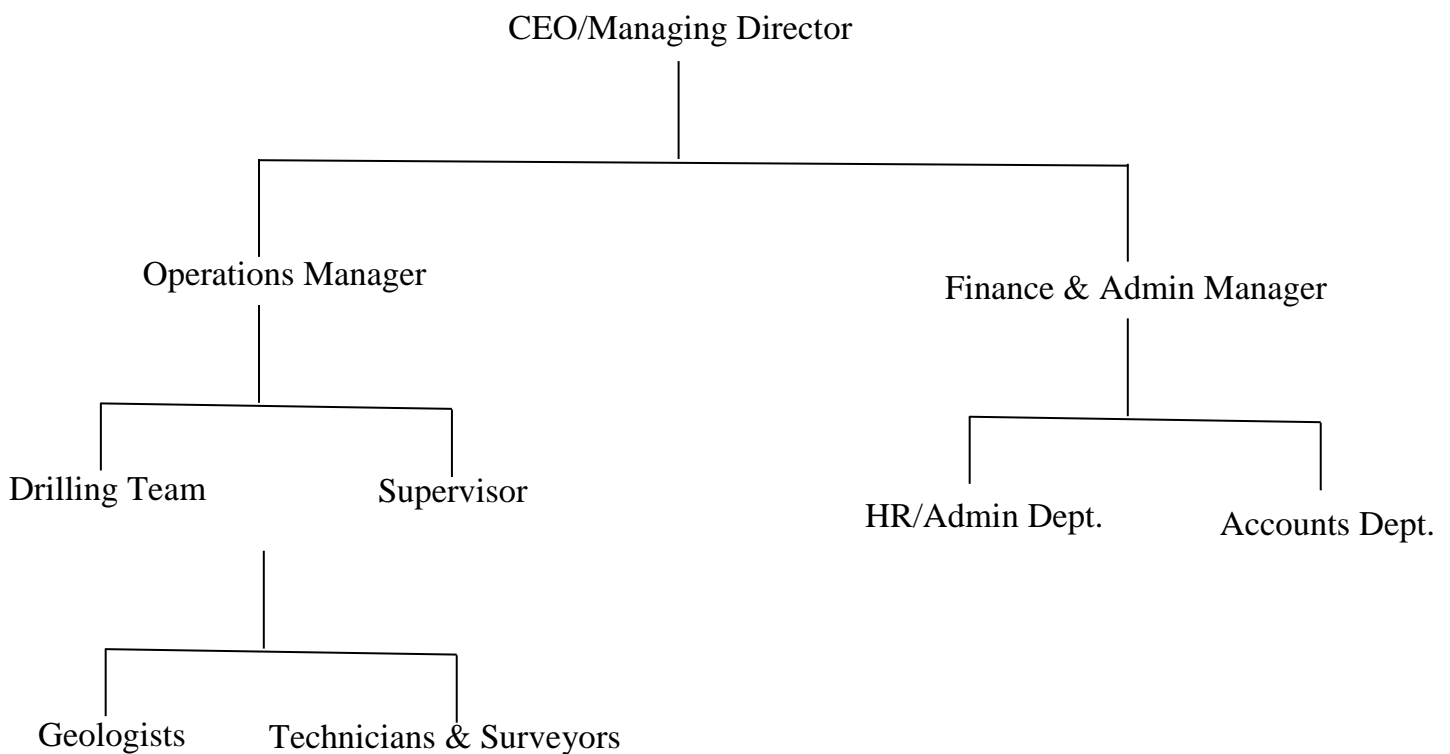 CEO/Managing Director
Operations Manager
Finance & Admin Manager
Drilling Team
Supervisor
HR/Admin Dept.
Accounts Dept.
Geologists
Technicians & Surveyors